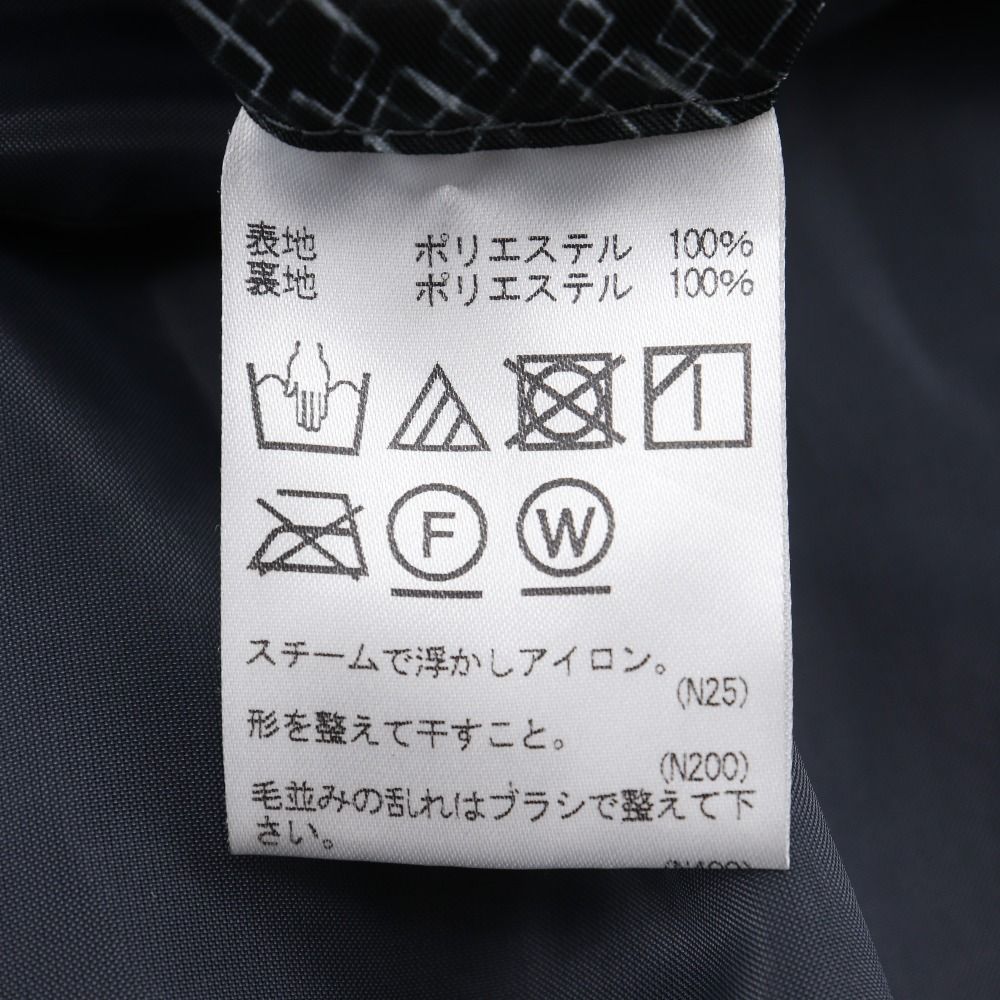 表地 ポリエステル 100%
裏地 ポリエステル 100%
F W
スチームで浮かしアイロン。
(N25)
形を整えて干すこと。
(N200)
毛並みの乱れはブラシで整えて下
さい。